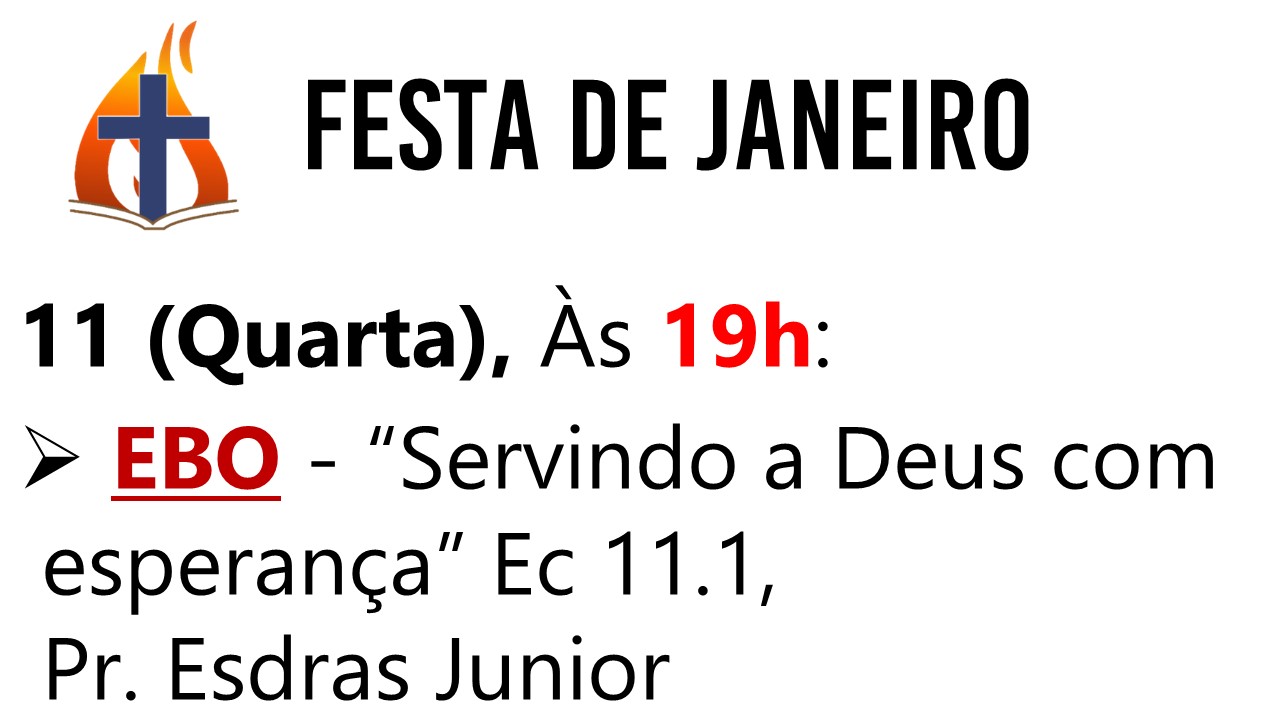 FESTA DE JANEIRO
11 (Quarta), Às 19h:
➢ EBO - “Servindo a Deus com
esperança” Ec 11.1,
Pr. Esdras Junior